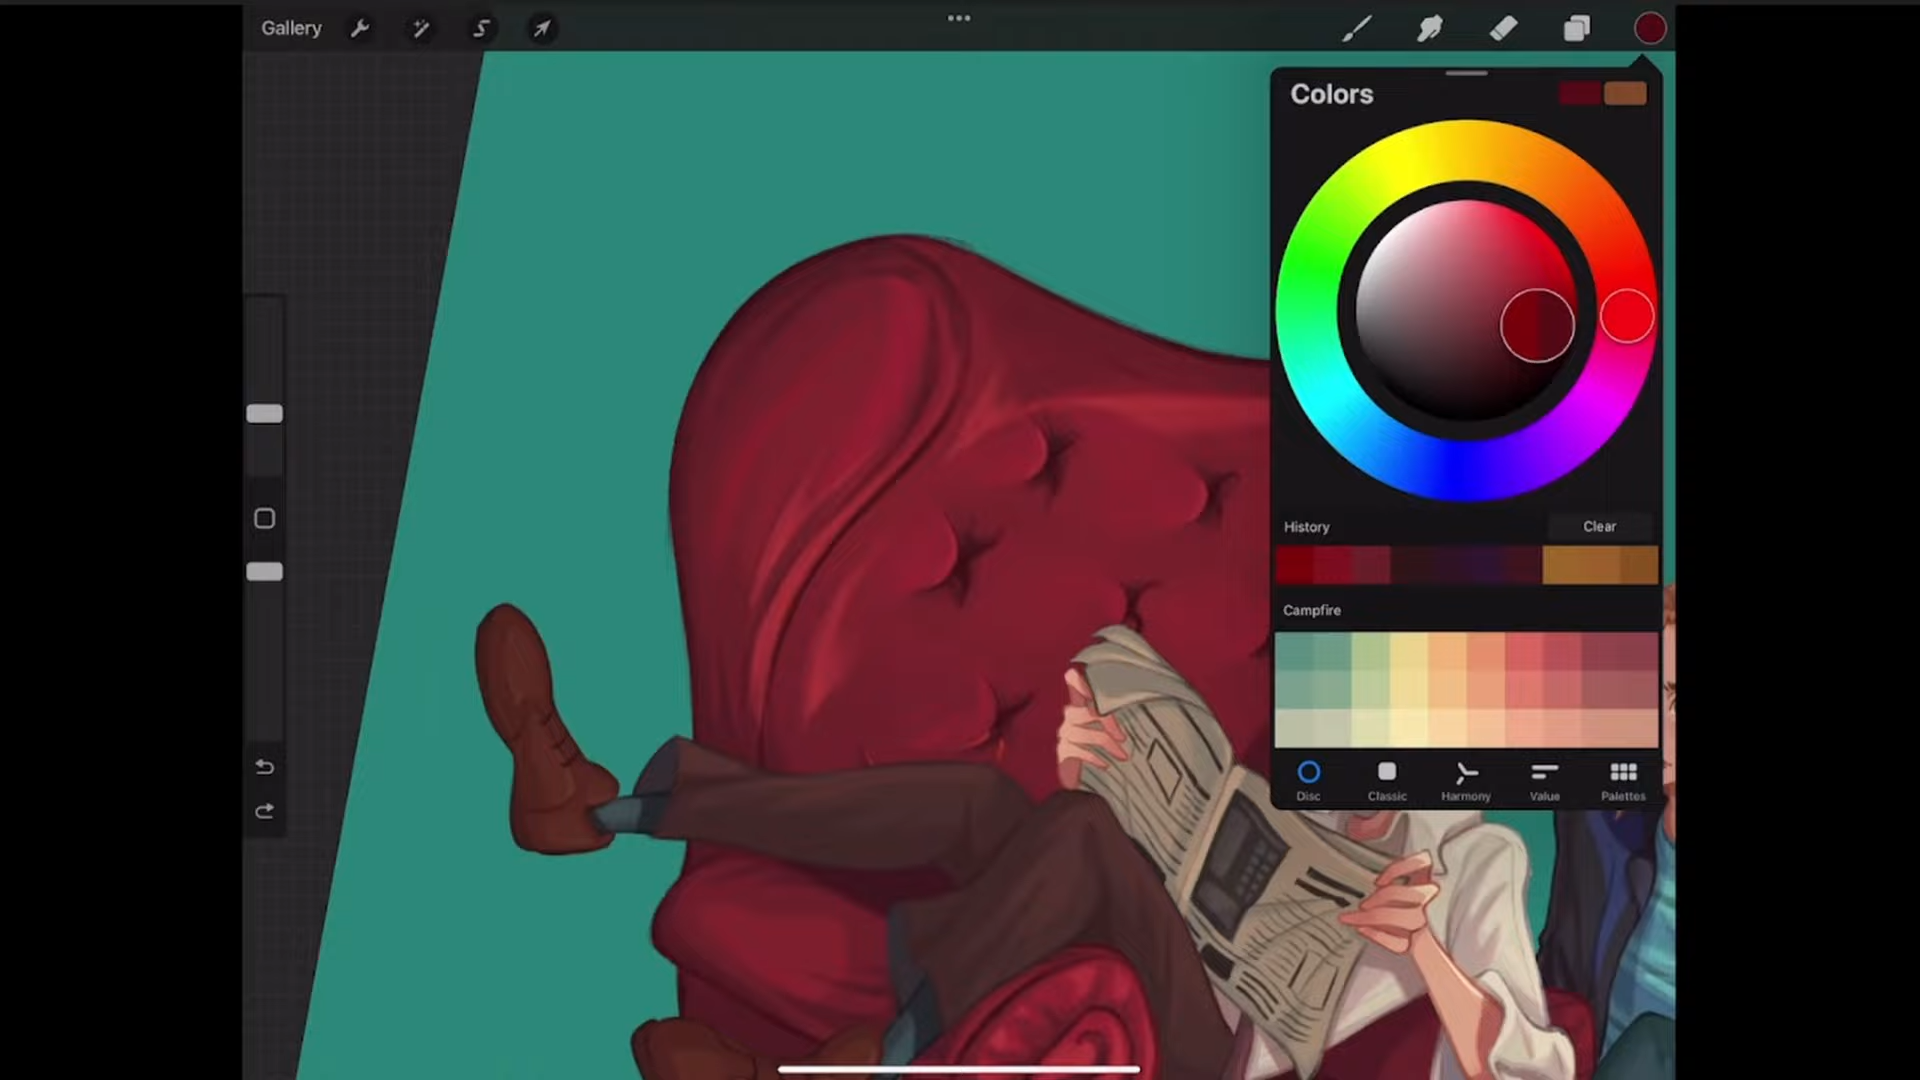 Gallery
Colors
History
Clear
Campfire
Disc
Classic
Harmony
Value
Palettes